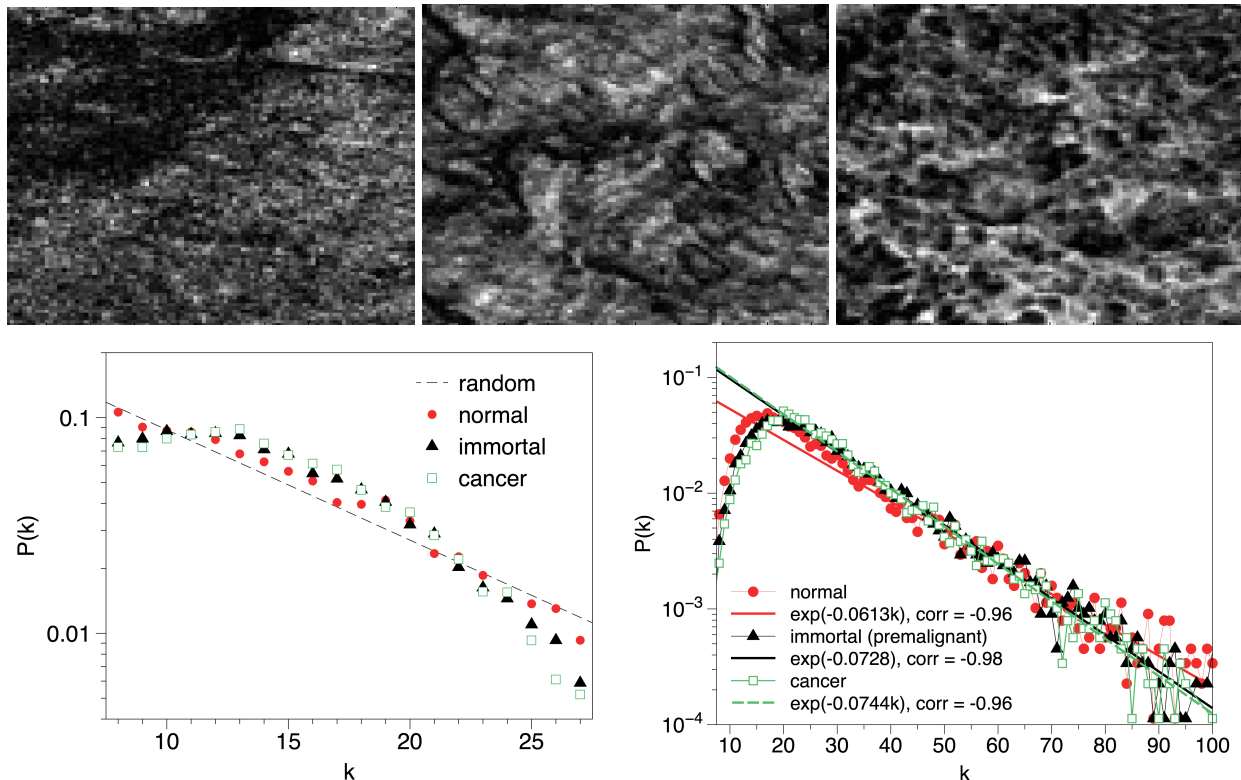 0.1
0.01
P(k)
10
15
20
25
k
random
normal
immortal
cancer
10⁻¹
10⁻²
10⁻³
10⁻⁴
P(k)
10 20 30 40 50 60 70 80 90 100
k
normal
exp(-0.0613k), corr = -0.96
immortal (premalignant)
exp(-0.0728), corr = -0.98
cancer
exp(-0.0744k), corr = -0.96